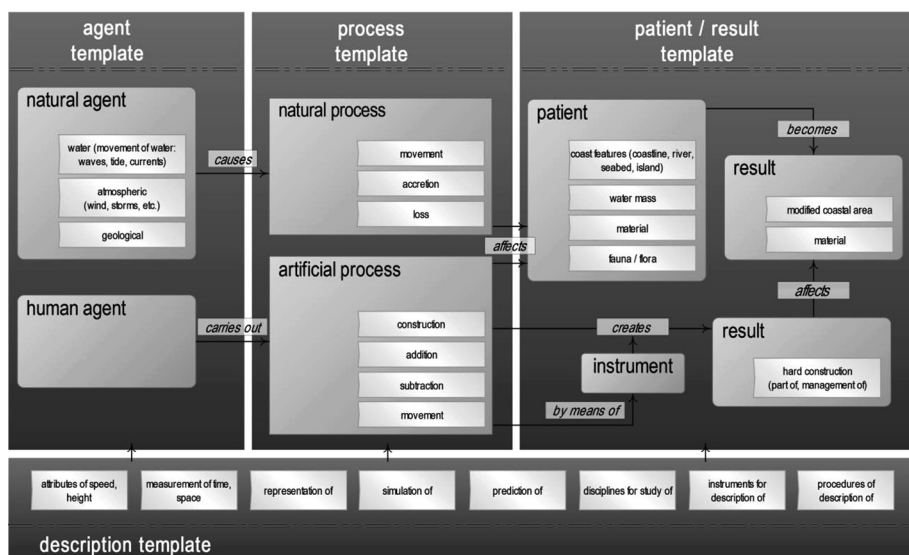 agent
template
process
template
patient / result
template
natural agent
water (movement of water:
waves, tide, currents)
atmospheric
(wind, storms, etc.)
geological
causes
natural process
movement
accretion
loss
patient
coast features (coastline, river,
seabed, island)
water mass
material
fauna / flora
becomes
result
modified coastal area
material
affects
artificial process
construction
addition
subtraction
movement
human agent
carries out
creates
instrument
by means of
affects
result
hard construction
(part of, management of)
attributes of speed,
height
measurement of time,
space
representation of
simulation of
prediction of
disciplines for study of
instruments for
description of
procedures of
description of
description template